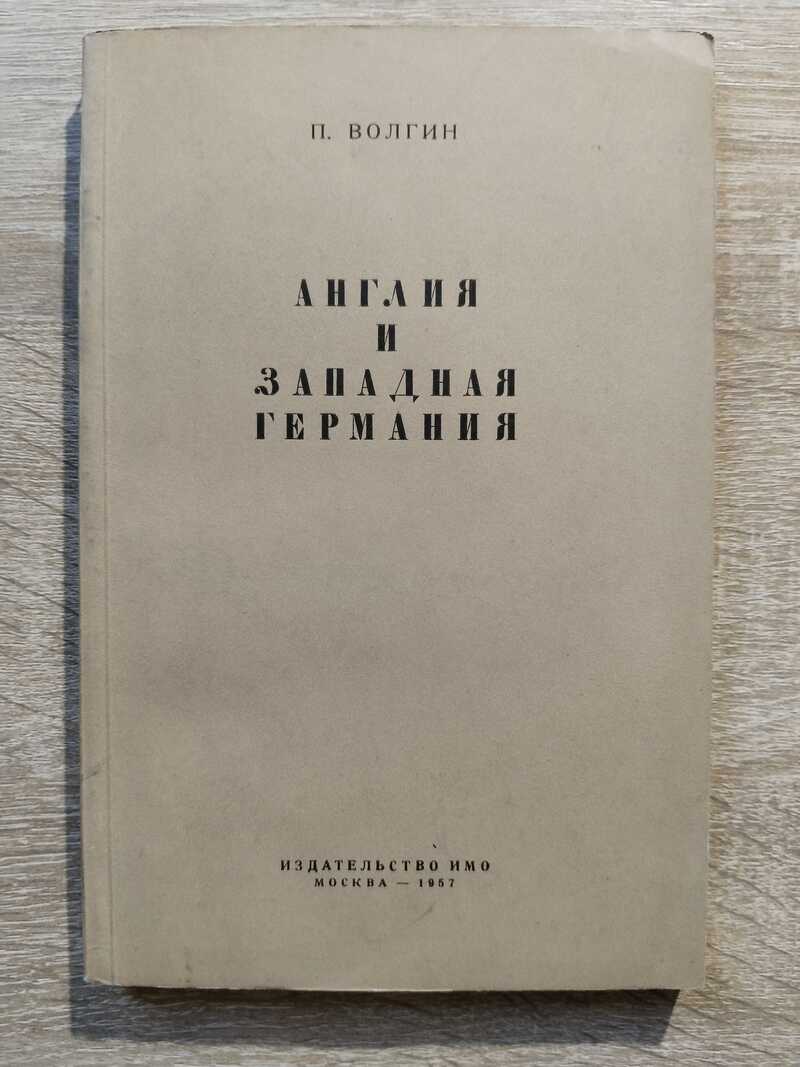 П. ВОЛГИН
АНГЛИЯ
И
ЗАПАДНАЯ
ГЕРМАНИЯ
ИЗДАТЕЛЬСТВО ИМО
МОСКВА — 1957